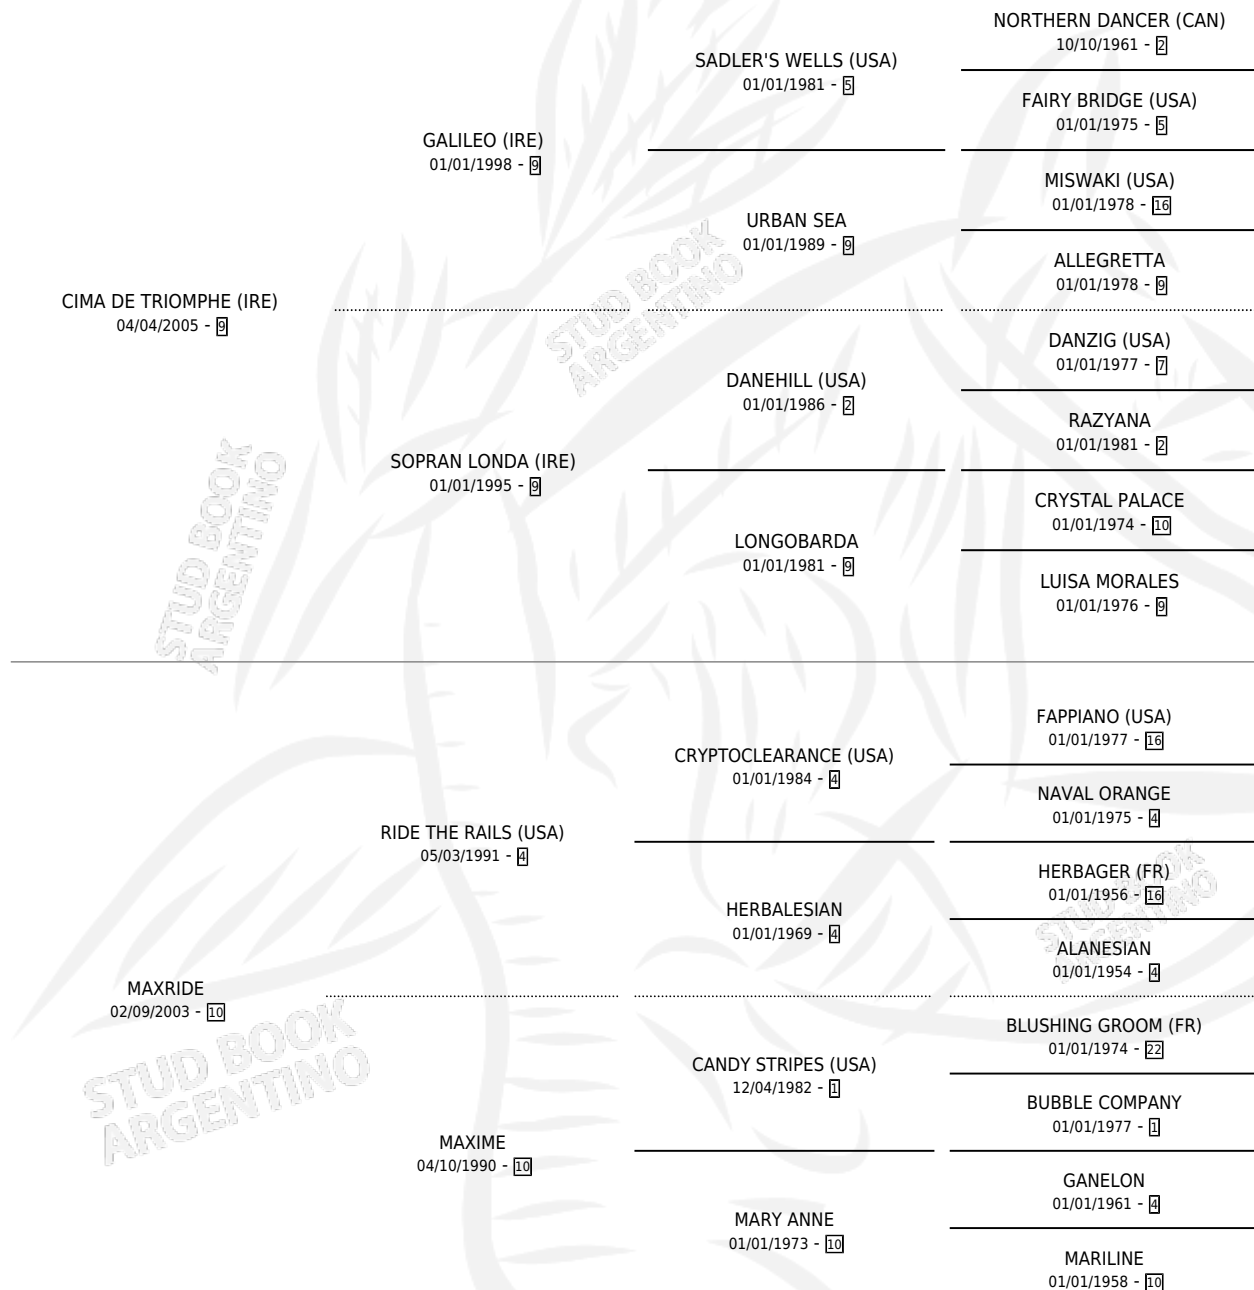 NORTHERN DANCER (CAN)
10/10/1961 - 2
SADLER'S WELLS (USA)
01/01/1981 - 5
FAIRY BRIDGE (USA)
01/01/1975 - 5
GALILEO (IRE)
01/01/1998 - 9
MISWAKI (USA)
01/01/1978 - 16
URBAN SEA
01/01/1989 - 9
ALLEGRETTA
01/01/1978 - 9
CIMA DE TRIOMPHE (IRE)
04/04/2005 - 9
STUD BOOK
ARGENTINO
DANZIG (USA)
01/01/1977 - 7
DANEHILL (USA)
01/01/1986 - 2
RAZYANA
01/01/1981 - 2
SOPRAN LONDA (IRE)
01/01/1995 - 9
CRYSTAL PALACE
01/01/1974 - 10
LONGOBARDA
01/01/1981 - 9
LUISA MORALES
01/01/1976 - 9
STUD BOOK
ARGENTINO
FAPPIANO (USA)
01/01/1977 - 16
CRYPTOCLEARANCE (USA)
01/01/1984 - 4
NAVAL ORANGE
01/01/1975 - 4
RIDE THE RAILS (USA)
05/03/1991 - 4
HERBAGER (FR)
01/01/1956 - 16
HERBALESIAN
01/01/1969 - 4
STUD BOOK
ARGENTINO
ALANESIAN
01/01/1954 - 4
MAXRIDE
02/09/2003 - 10
BLUSHING GROOM (FR)
01/01/1974 - 22
CANDY STRIPES (USA)
12/04/1982 - 1
BUBBLE COMPANY
01/01/1977 - 1
STUD BOOK
ARGENTINO
MAXIME
04/10/1990 - 10
GANELON
01/01/1961 - 4
MARY ANNE
01/01/1973 - 10
MARILINE
01/01/1958 - 10